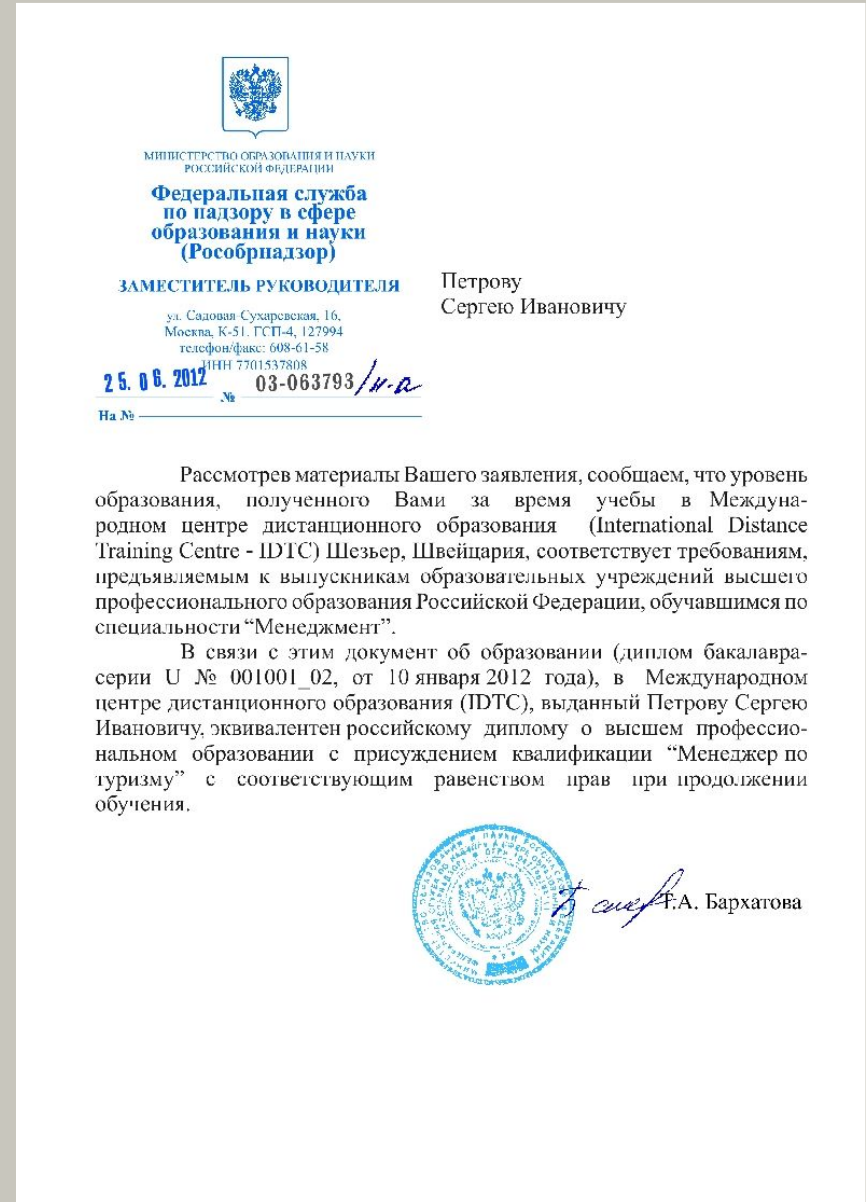 МИНИСТЕРСТВО ОБРАЗОВАНИЯ И НАУКИ
РОССИЙСКОЙ ФЕДЕРАЦИИ
Федеральная служба
по надзору в сфере
образования и науки
(Рособрнадзор)
ЗАМЕСТИТЕЛЬ РУКОВОДИТЕЛЯ
ул. Садовая-Сухаревская, 16,
Москва, К-51, ГСП-4, 127994
телефон/факс: 608-61-58
ИНН 7701537808
25. 06. 2012 № 03-063793/н-а
На №
Петрову
Сергею Ивановичу
Рассмотрев материалы Вашего заявления, сообщаем, что уровень
образования, полученного Вами за время учебы в Междуна-
родном центре дистанционного образования (International Distance
Training Centre - IDTC) Шезьер, Швейцария, соответствует требованиям,
предъявляемым к выпускникам образовательных учреждений высшего
профессионального образования Российской Федерации, обучавшимся по
специальности “Менеджмент”.
В связи с этим документ об образовании (диплом бакалавра-
серии U № 001001_02, от 10 января 2012 года), в Международном
центре дистанционного образования (IDTC), выданный Петрову Сергею
Ивановичу, эквивалентен российскому диплому о высшем профессио-
нальном образовании с присуждением квалификации “Менеджер по
туризму” с соответствующим равенством прав при продолжении
обучения.
Т.А. Бархатова